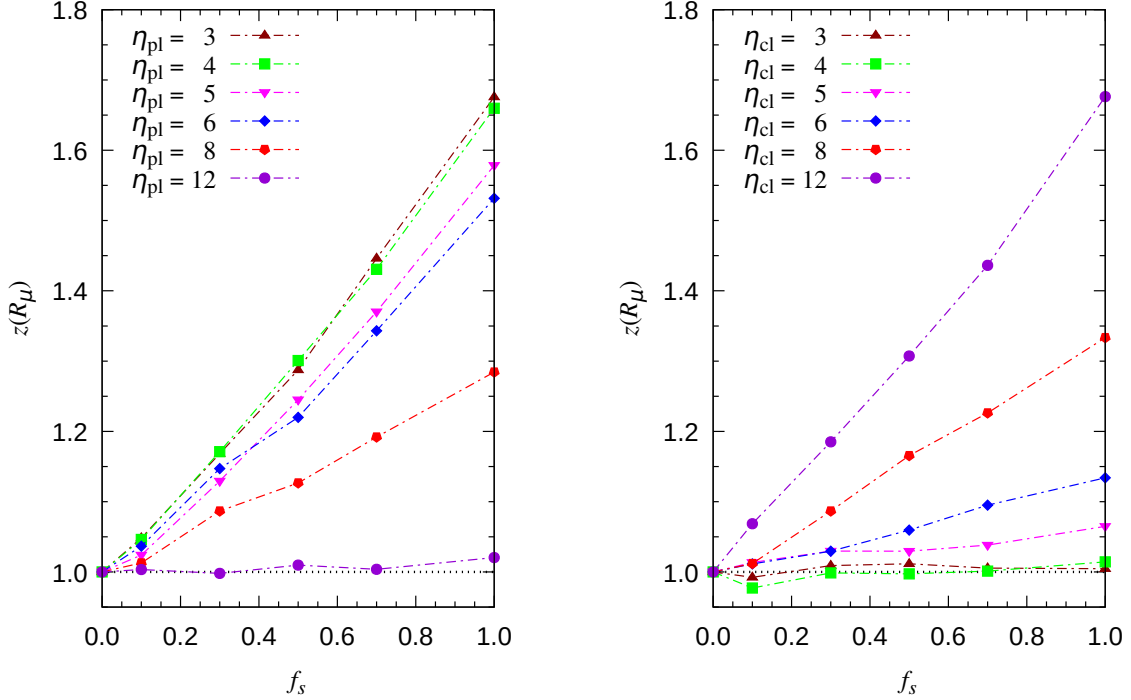 η_pl = 3
η_pl = 4
η_pl = 5
η_pl = 6
η_pl = 8
η_pl = 12
1.8
1.6
1.4
1.2
1.0
z(R_μ)
0.0 0.2 0.4 0.6 0.8 1.0
f_s
η_cl = 3
η_cl = 4
η_cl = 5
η_cl = 6
η_cl = 8
η_cl = 12
1.8
1.6
1.4
1.2
1.0
z(R_μ)
0.0 0.2 0.4 0.6 0.8 1.0
f_s